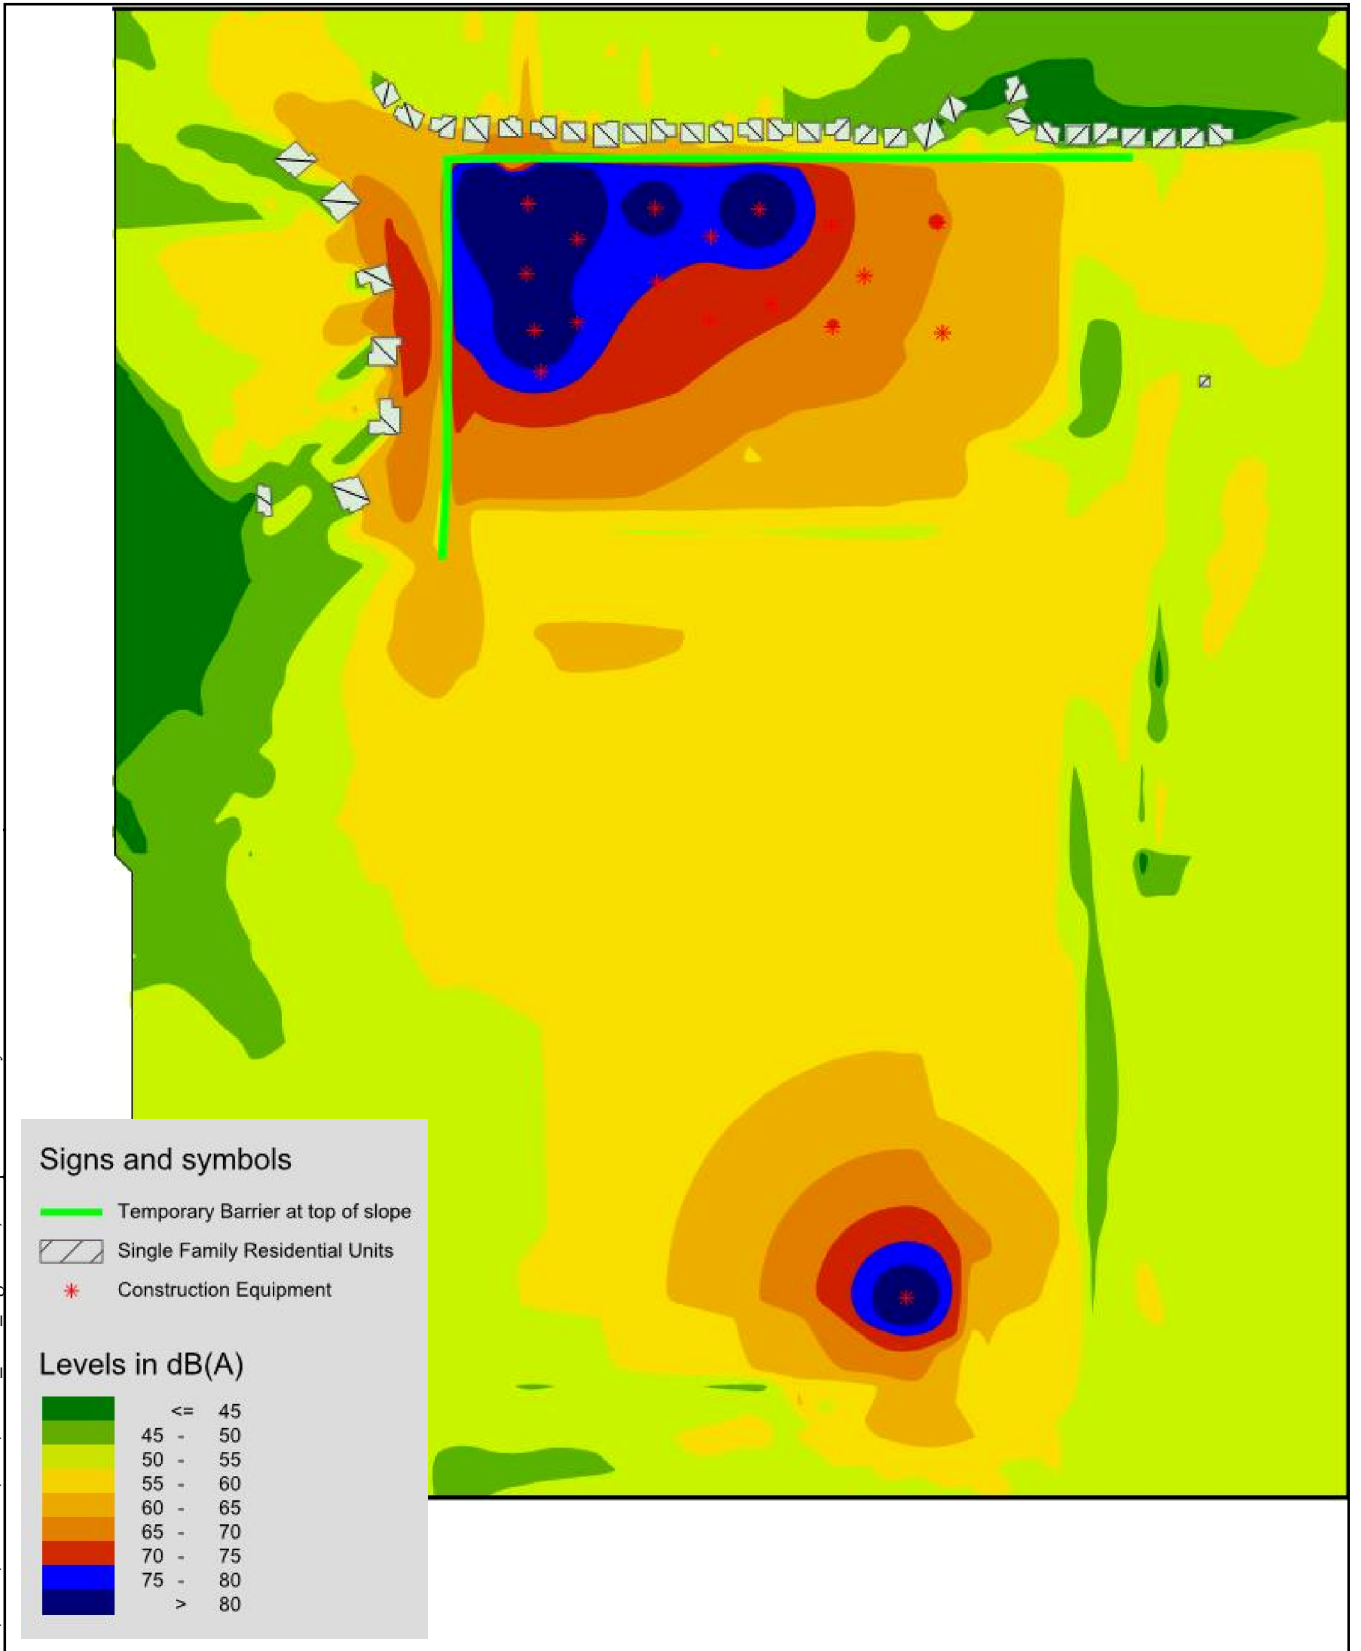 Signs and symbols
Temporary Barrier at top of slope
Single Family Residential Units
Construction Equipment
Levels in dB(A)
<= 45
45 - 50
50 - 55
55 - 60
60 - 65
65 - 70
70 - 75
75 - 80
> 80